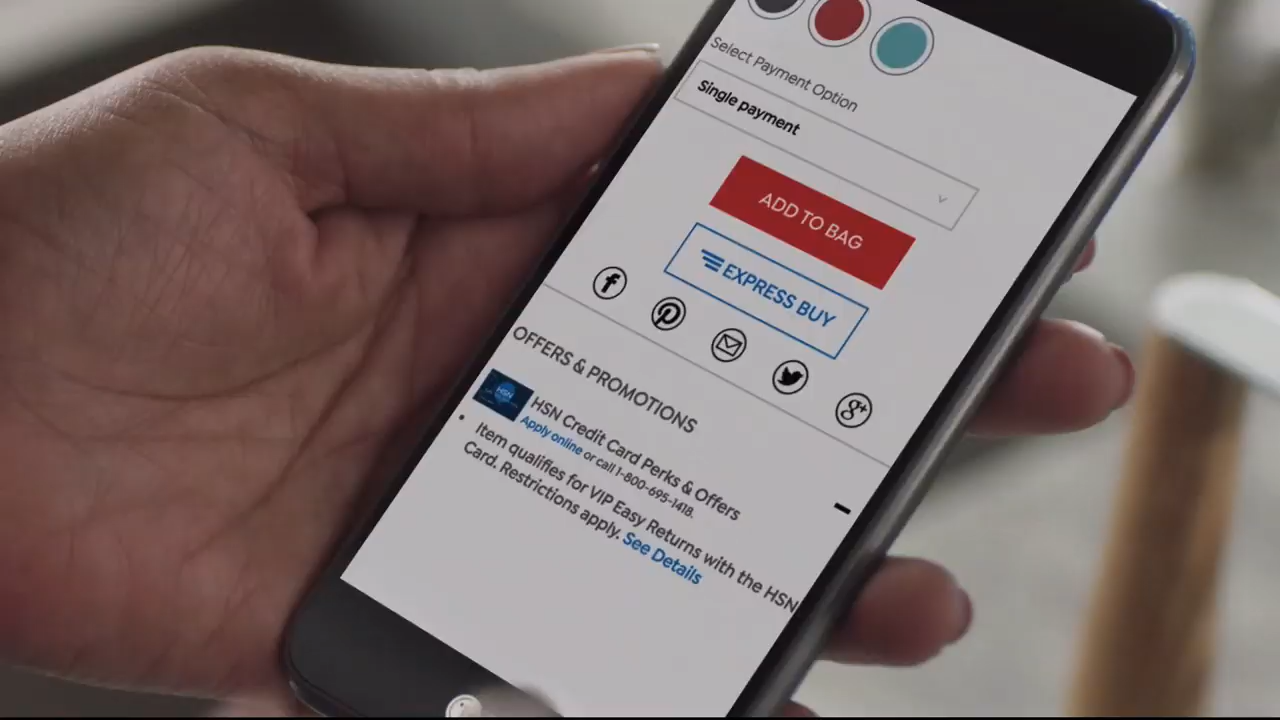 Select Payment Option
Single payment
ADD TO BAG
EXPRESS BUY
OFFERS & PROMOTIONS
HSN
HSN Credit Card Perks & Offers
Apply online or call 1-800-695-1418.
Item qualifies for VIP Easy Returns with the HSN
Card. Restrictions apply. See Details